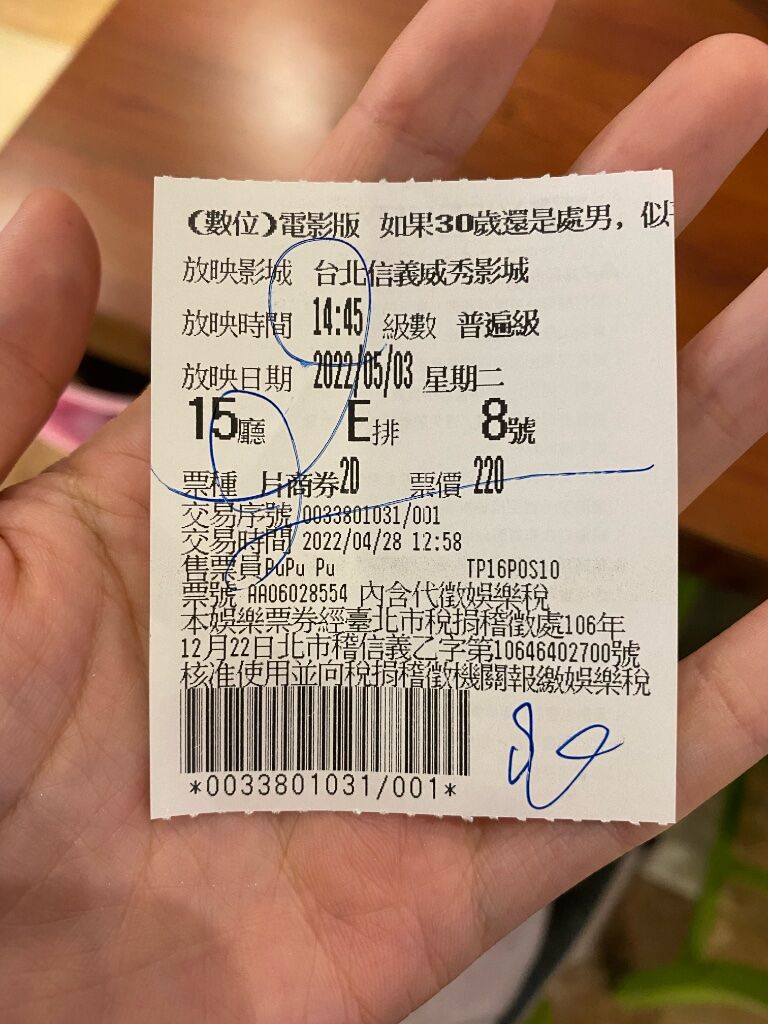 (數位)電影版 如果30歲還是處男，似
放映影城 台北信義威秀影城
放映時間 14:45 級數 普遍級
放映日期 2022/05/03 星期二
15廳 E排 8號
票種 片商券20 票價 220
交易序號 0033801031/001
交易時間 2022/04/28 12:58
售票員PuPu Pu TP16POS10
票號 AA06028554 內含代徵娛樂稅
本娛樂票券經臺北市稅捐稽徵處106年
12月22日北市稽信義乙字第10646402700號
核准使用並向稅捐稽徵機關報繳娛樂稅
*0033801031/001*